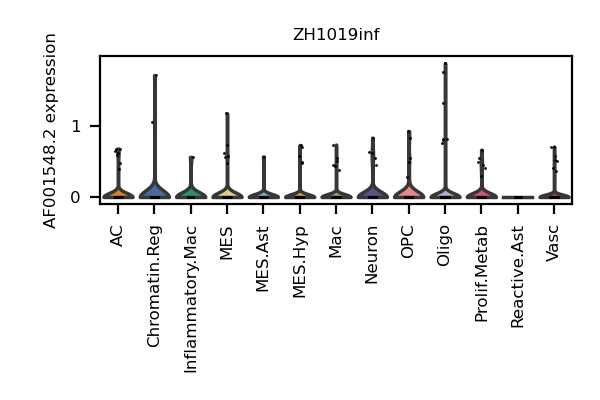 ZH1019inf
AF001548.2 expression
1
0
AC
Chromatin.Reg
Inflammatory.Mac
MES
MES.Ast
MES.Hyp
Mac
Neuron
OPC
Oligo
Prolif.Metab
Reactive.Ast
Vasc